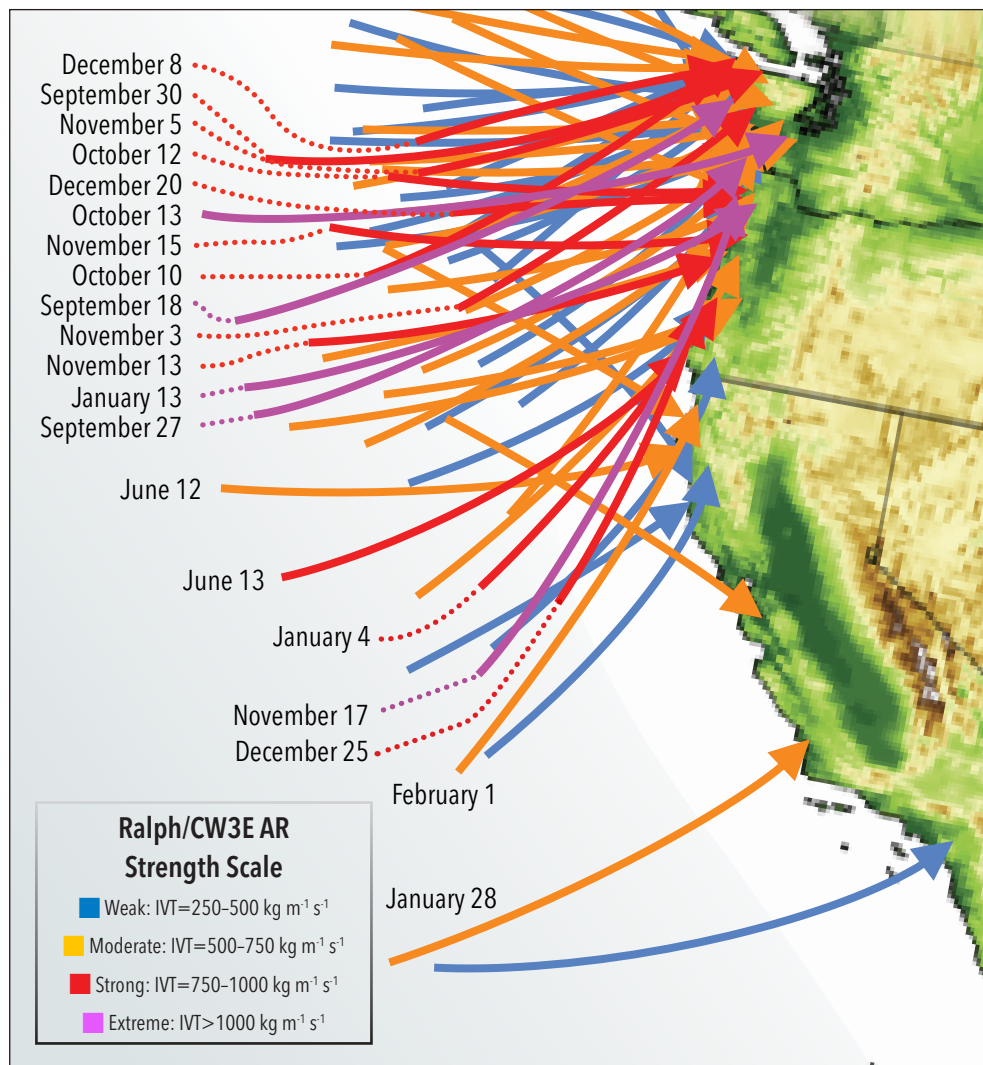 December 8
September 30
November 5
October 12
December 20
October 13
November 15
October 10
September 18
November 3
November 13
January 13
September 27
June 12
June 13
January 4
November 17
December 25
February 1
January 28
Ralph/CW3E AR
Strength Scale
Weak: IVT=250–500 kg m⁻¹ s⁻¹
Moderate: IVT=500–750 kg m⁻¹ s⁻¹
Strong: IVT=750–1000 kg m⁻¹ s⁻¹
Extreme: IVT>1000 kg m⁻¹ s⁻¹